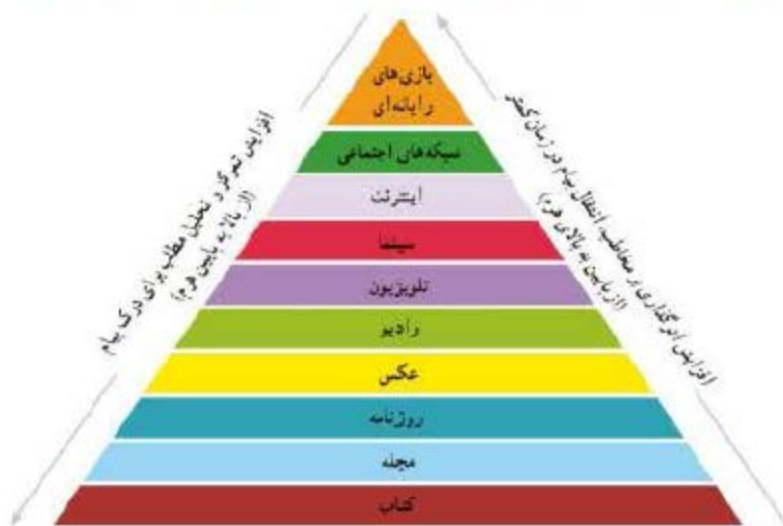 بازی‌های
رایانه‌ای
شبکه‌های اجتماعی
اینترنت
سینما
تلویزیون
رادیو
عکس
روزنامه
مجله
کتاب
افزایش تمرکز و تحلیل مطلب برای درک پیام
(از بالا به پایین هرم)
افزایش اثرگذاری بر مخاطب، انتقال پیام در زمان کمتر
(از پایین به بالای هرم)